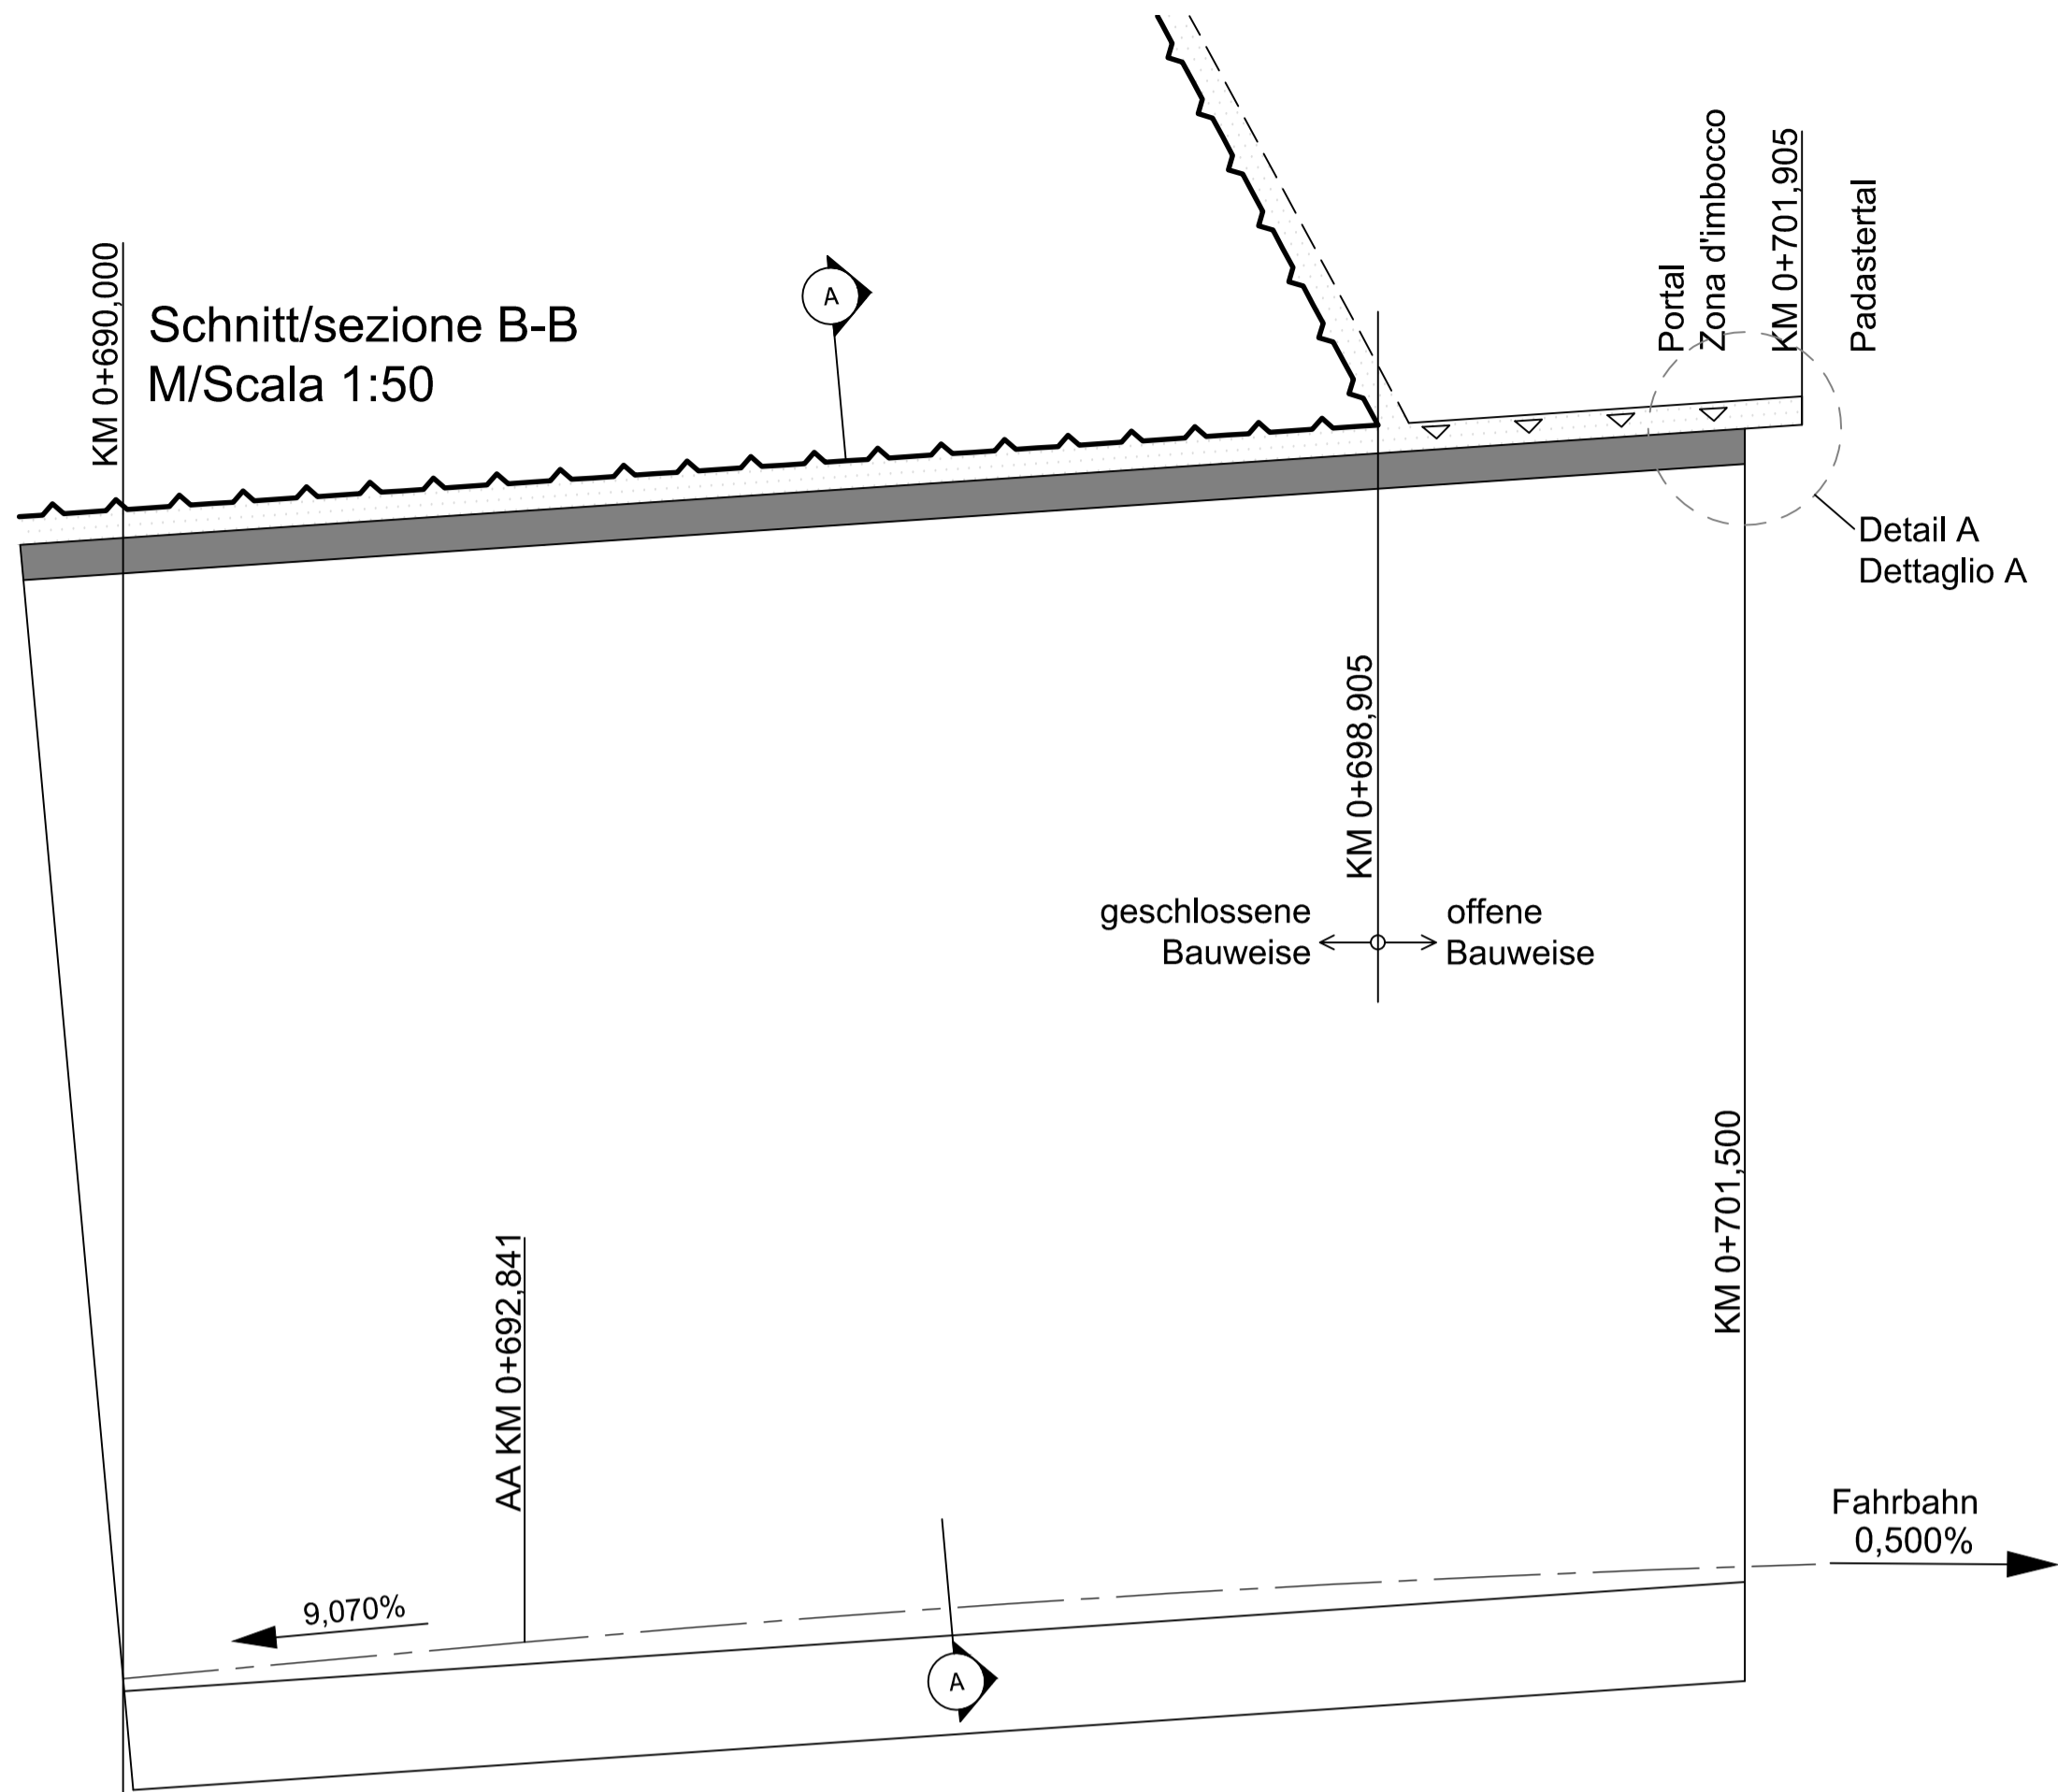 Portal
Zona d'imbocco
KM 0+701,905
Padastertal
KM 0+690,000
Schnitt/sezione B-B
M/Scala 1:50
A
Detail A
Dettaglio A
KM 0+698,905
geschlossene
Bauweise
offene
Bauweise
KM 0+701,500
AA KM 0+692,841
Fahrbahn
0,500%
9,070%
A